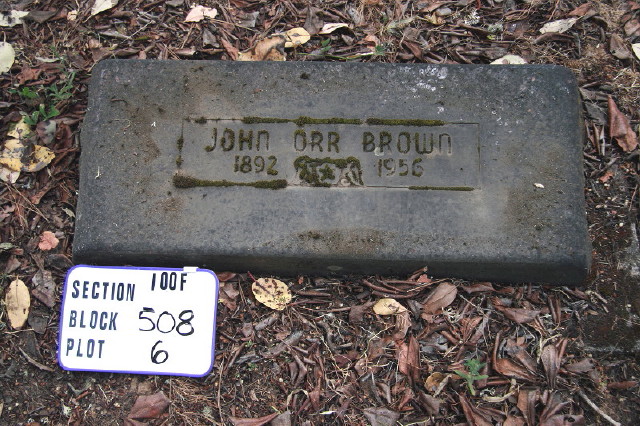 JOHN ORR BROWN
1892 1956
SECTION 100F
BLOCK 508
PLOT 6